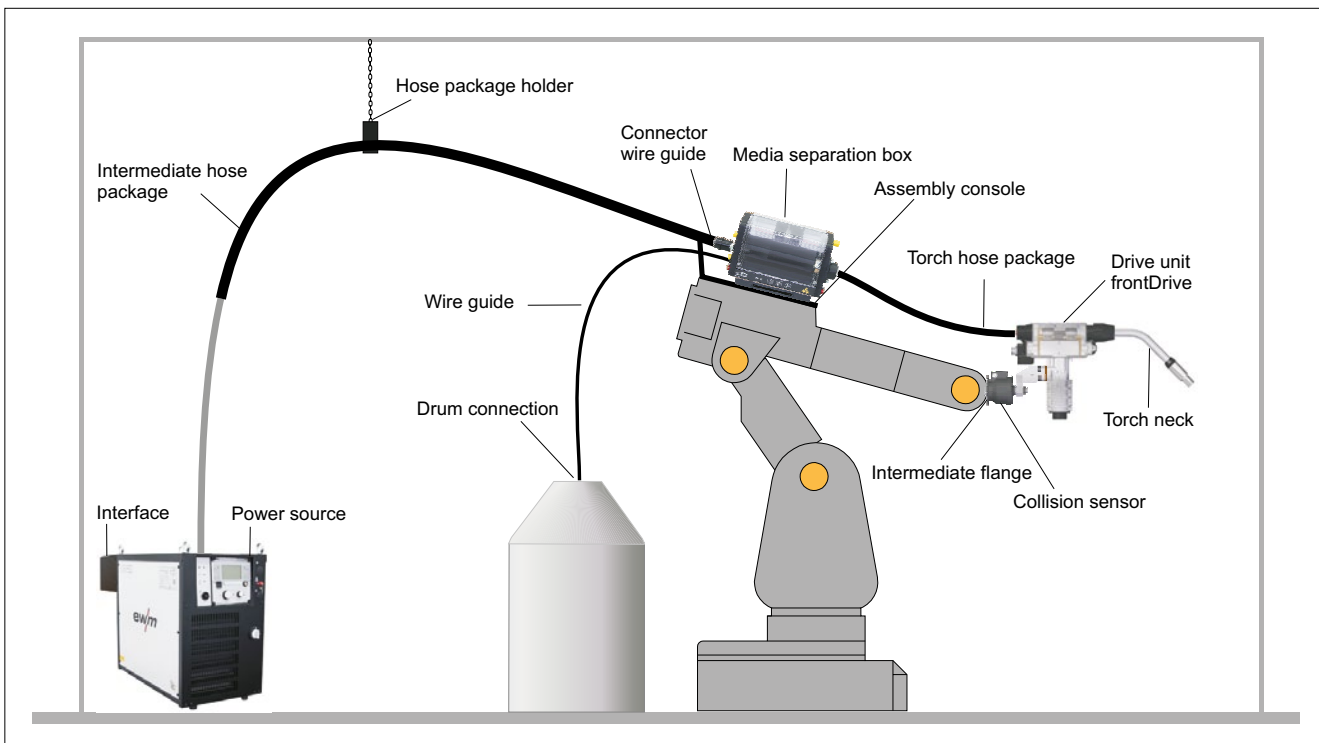 Hose package holder
Connector
wire guide
Media separation box
Intermediate hose
package
Assembly console
Torch hose package
Drive unit
frontDrive
Wire guide
Drum connection
Torch neck
Intermediate flange
Collision sensor
Interface
Power source
ewm